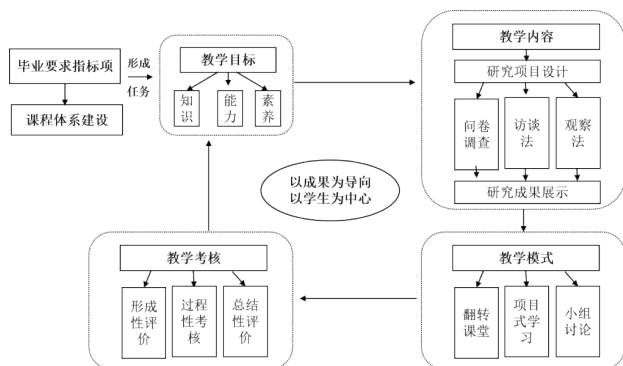 毕业要求指标项
课程体系建设
形成
任务
教学目标
知
识
能
力
素
养
教学内容
研究项目设计
问卷
调查
访谈
法
观察
法
研究成果展示
以成果为导向
以学生为中心
教学考核
形成
性评
价
过程
性考
核
总结
性评
价
教学模式
翻转
课堂
项目
式学
习
小组
讨论